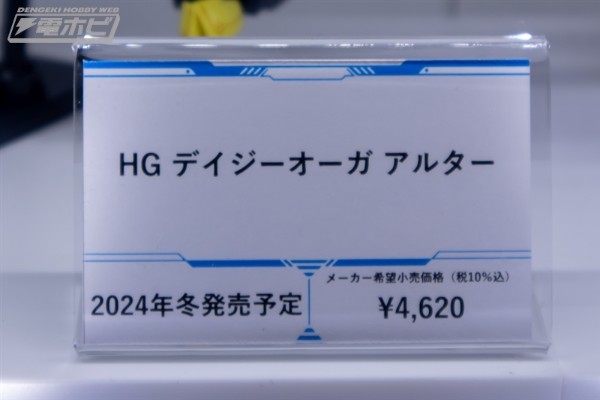 DENGEKI HOBBY WEB
電ホビ
HG デイジーオーガ アルター
メーカー希望小売価格（税10%込）
2024年冬発売予定
¥4,620